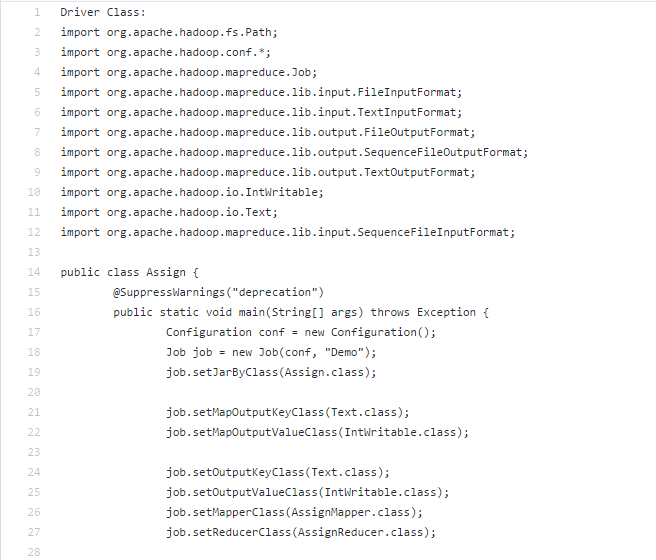 1 Driver Class:
2 import org.apache.hadoop.fs.Path;
3 import org.apache.hadoop.conf.*;
4 import org.apache.hadoop.mapreduce.Job;
5 import org.apache.hadoop.mapreduce.lib.input.FileInputFormat;
6 import org.apache.hadoop.mapreduce.lib.input.TextInputFormat;
7 import org.apache.hadoop.mapreduce.lib.output.FileOutputFormat;
8 import org.apache.hadoop.mapreduce.lib.output.SequenceFileOutputFormat;
9 import org.apache.hadoop.mapreduce.lib.output.TextOutputFormat;
10 import org.apache.hadoop.io.IntWritable;
11 import org.apache.hadoop.io.Text;
12 import org.apache.hadoop.mapreduce.lib.input.SequenceFileInputFormat;
13
14 public class Assign {
15 @SuppressWarnings("deprecation")
16 public static void main(String[] args) throws Exception {
17 Configuration conf = new Configuration();
18 Job job = new Job(conf, "Demo");
19 job.setJarByClass(Assign.class);
20
21 job.setMapOutputKeyClass(Text.class);
22 job.setMapOutputValueClass(IntWritable.class);
23
24 job.setOutputKeyClass(Text.class);
25 job.setOutputValueClass(IntWritable.class);
26 job.setMapperClass(AssignMapper.class);
27 job.setReducerClass(AssignReducer.class);
28